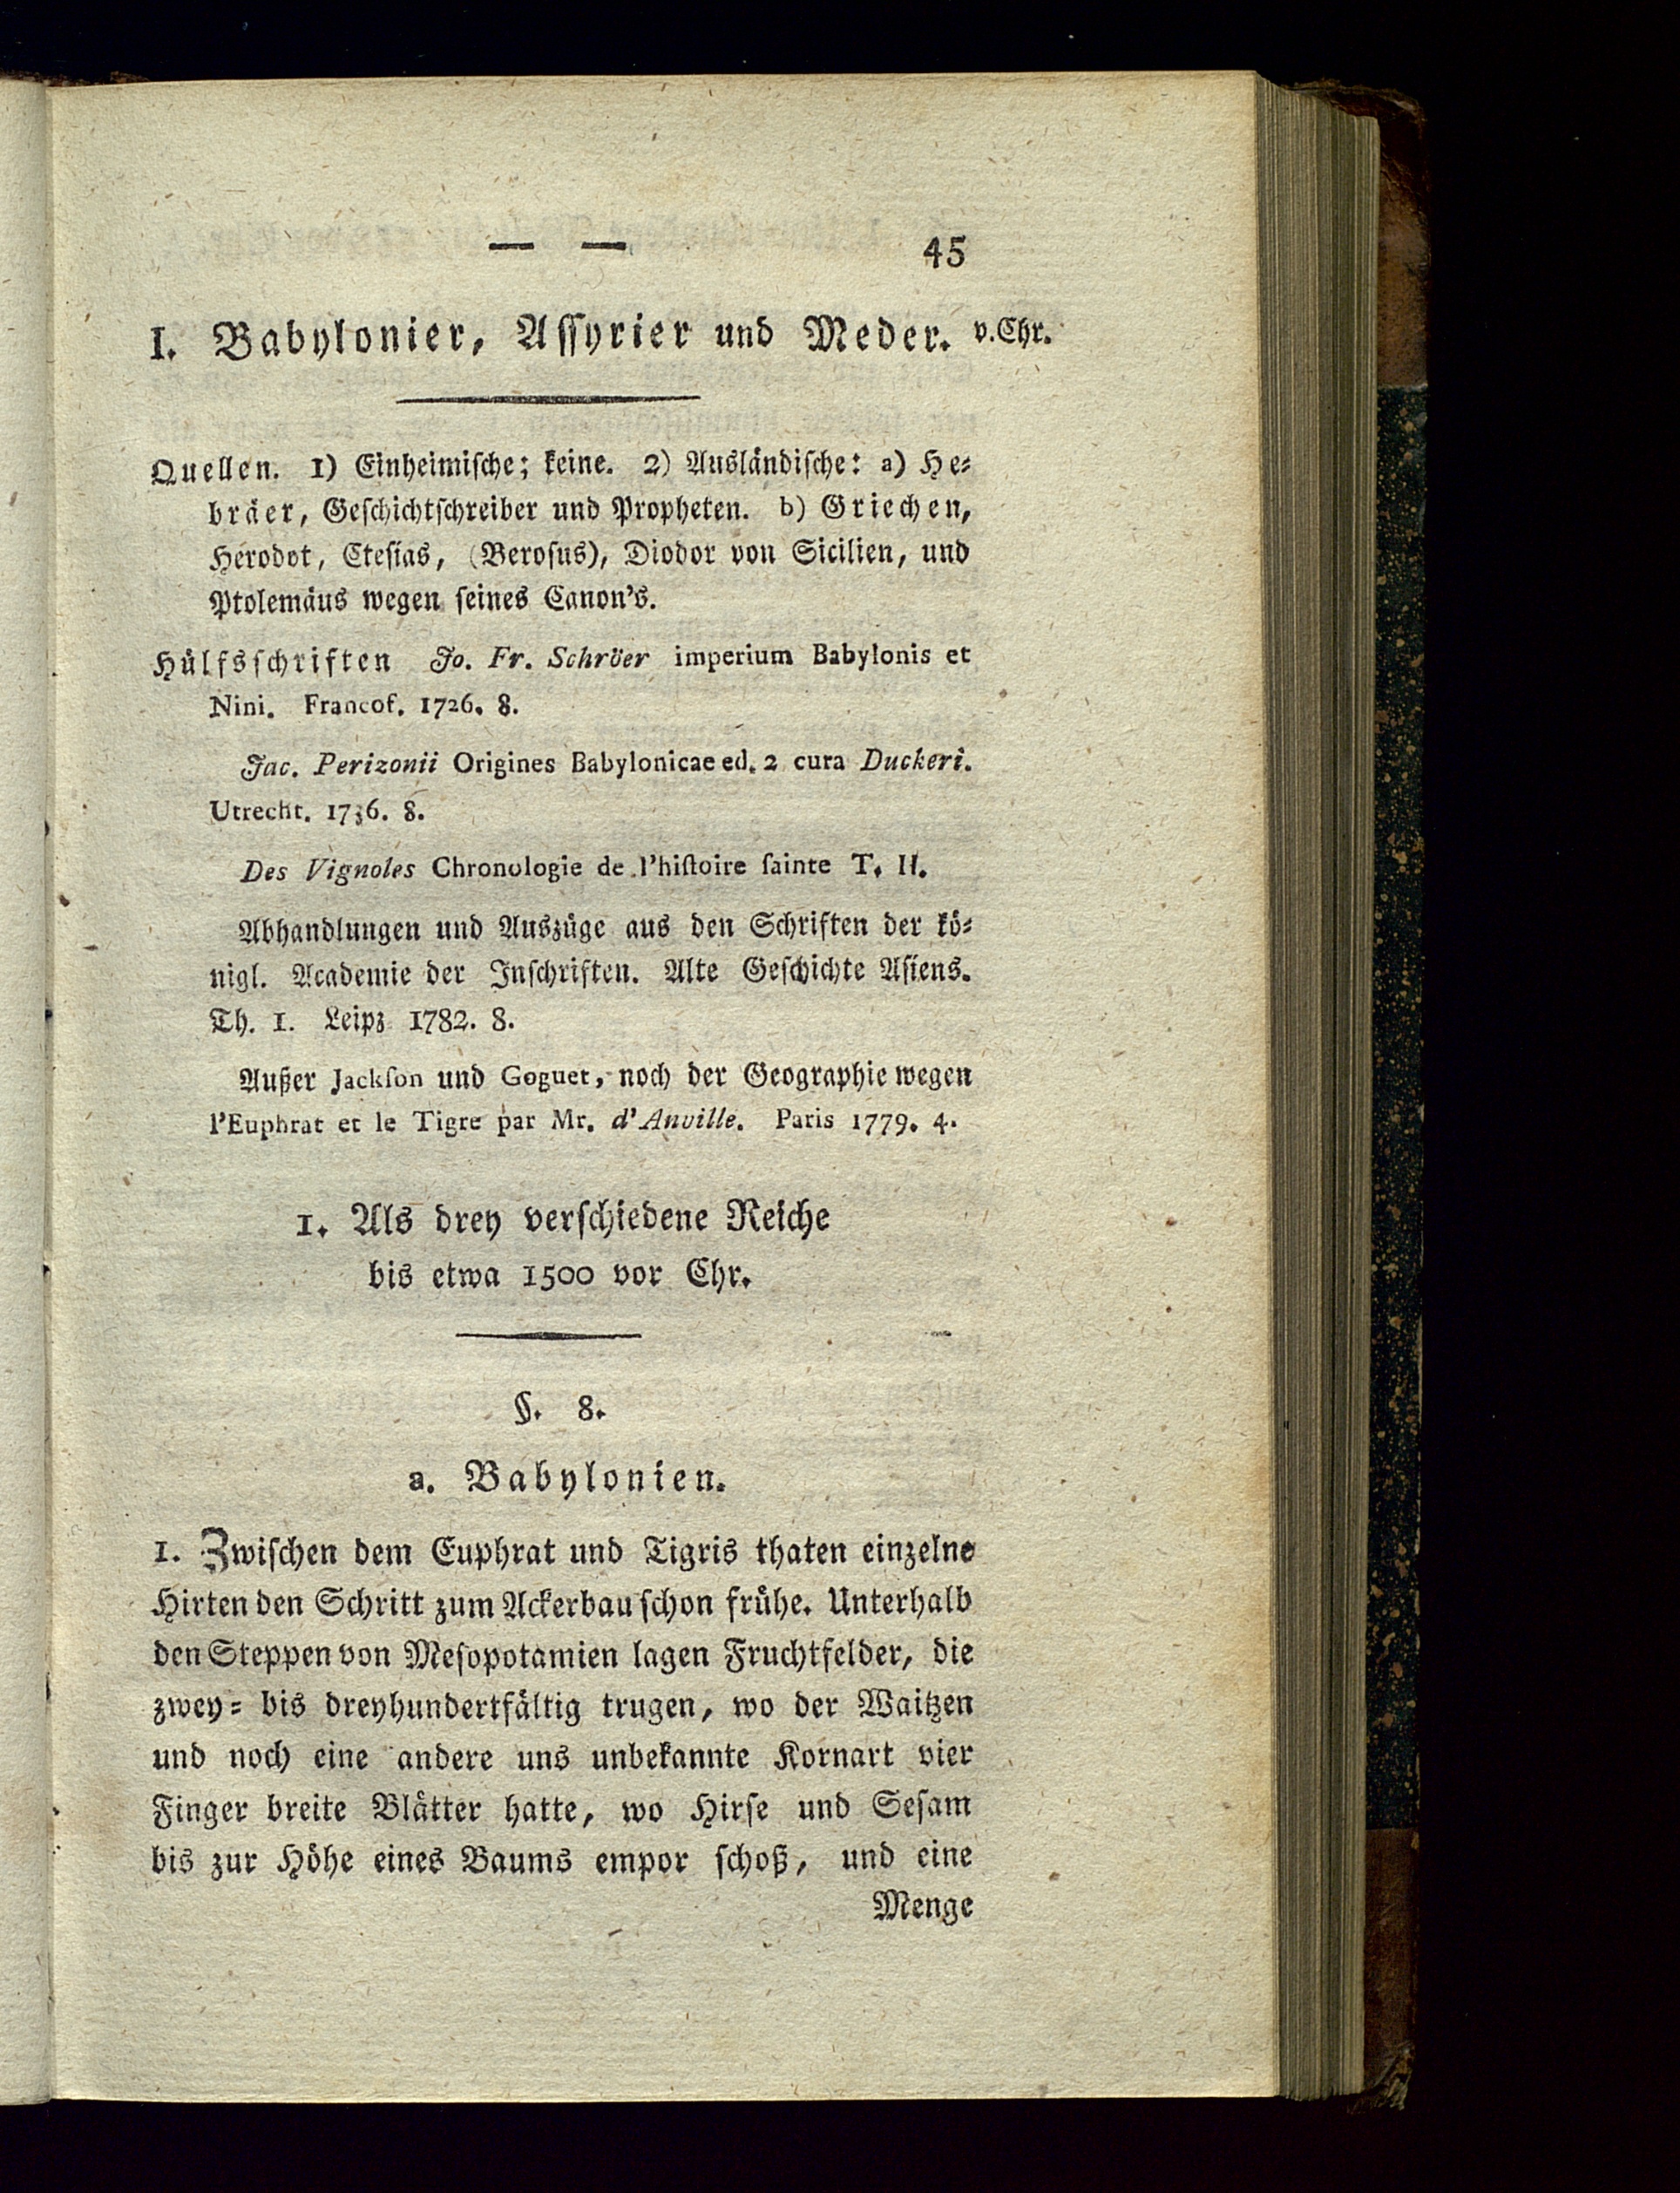 — — 45
I. Babylonier, Aſſyrier und Meder. v.Chr.
Quellen. 1) Einheimiſche; keine. 2) Ausländiſche: a) He⸗
bräer, Geſchichtſchreiber und Propheten. b) Griechen,
Herodot, Cteſias, (Beroſus), Diodor von Sicilien, und
Ptolemäus wegen ſeines Canon's.
Hülfsſchriften Jo. Fr. Schröer imperium Babylonis et
Nini. Francof. 1726. 8.
Jac. Perizonii Origines Babylonicae ed. 2 cura Duckeri.
Utrecht. 1736. 8.
Des Vignoles Chronologie de l'hiſtoire ſainte T. II.
Abhandlungen und Auszüge aus den Schriften der kö⸗
nigl. Academie der Inſchriften. Alte Geſchichte Aſiens.
Th. 1. Leipz 1782. 8.
Außer Jackſon und Goguet, noch der Geographie wegen
l'Euphrat et le Tigre par Mr. d'Anville. Paris 1779. 4.
1. Als drey verſchiedene Reiche
bis etwa 1500 vor Chr.
§. 8.
a. Babylonien.
1. Zwiſchen dem Euphrat und Tigris thaten einzelne
Hirten den Schritt zum Ackerbau ſchon frühe. Unterhalb
den Steppen von Meſopotamien lagen Fruchtfelder, die
zwey⸗ bis dreyhundertfältig trugen, wo der Waitzen
und noch eine andere uns unbekannte Kornart vier
Finger breite Blätter hatte, wo Hirſe und Seſam
bis zur Höhe eines Baums empor ſchoß, und eine
Menge